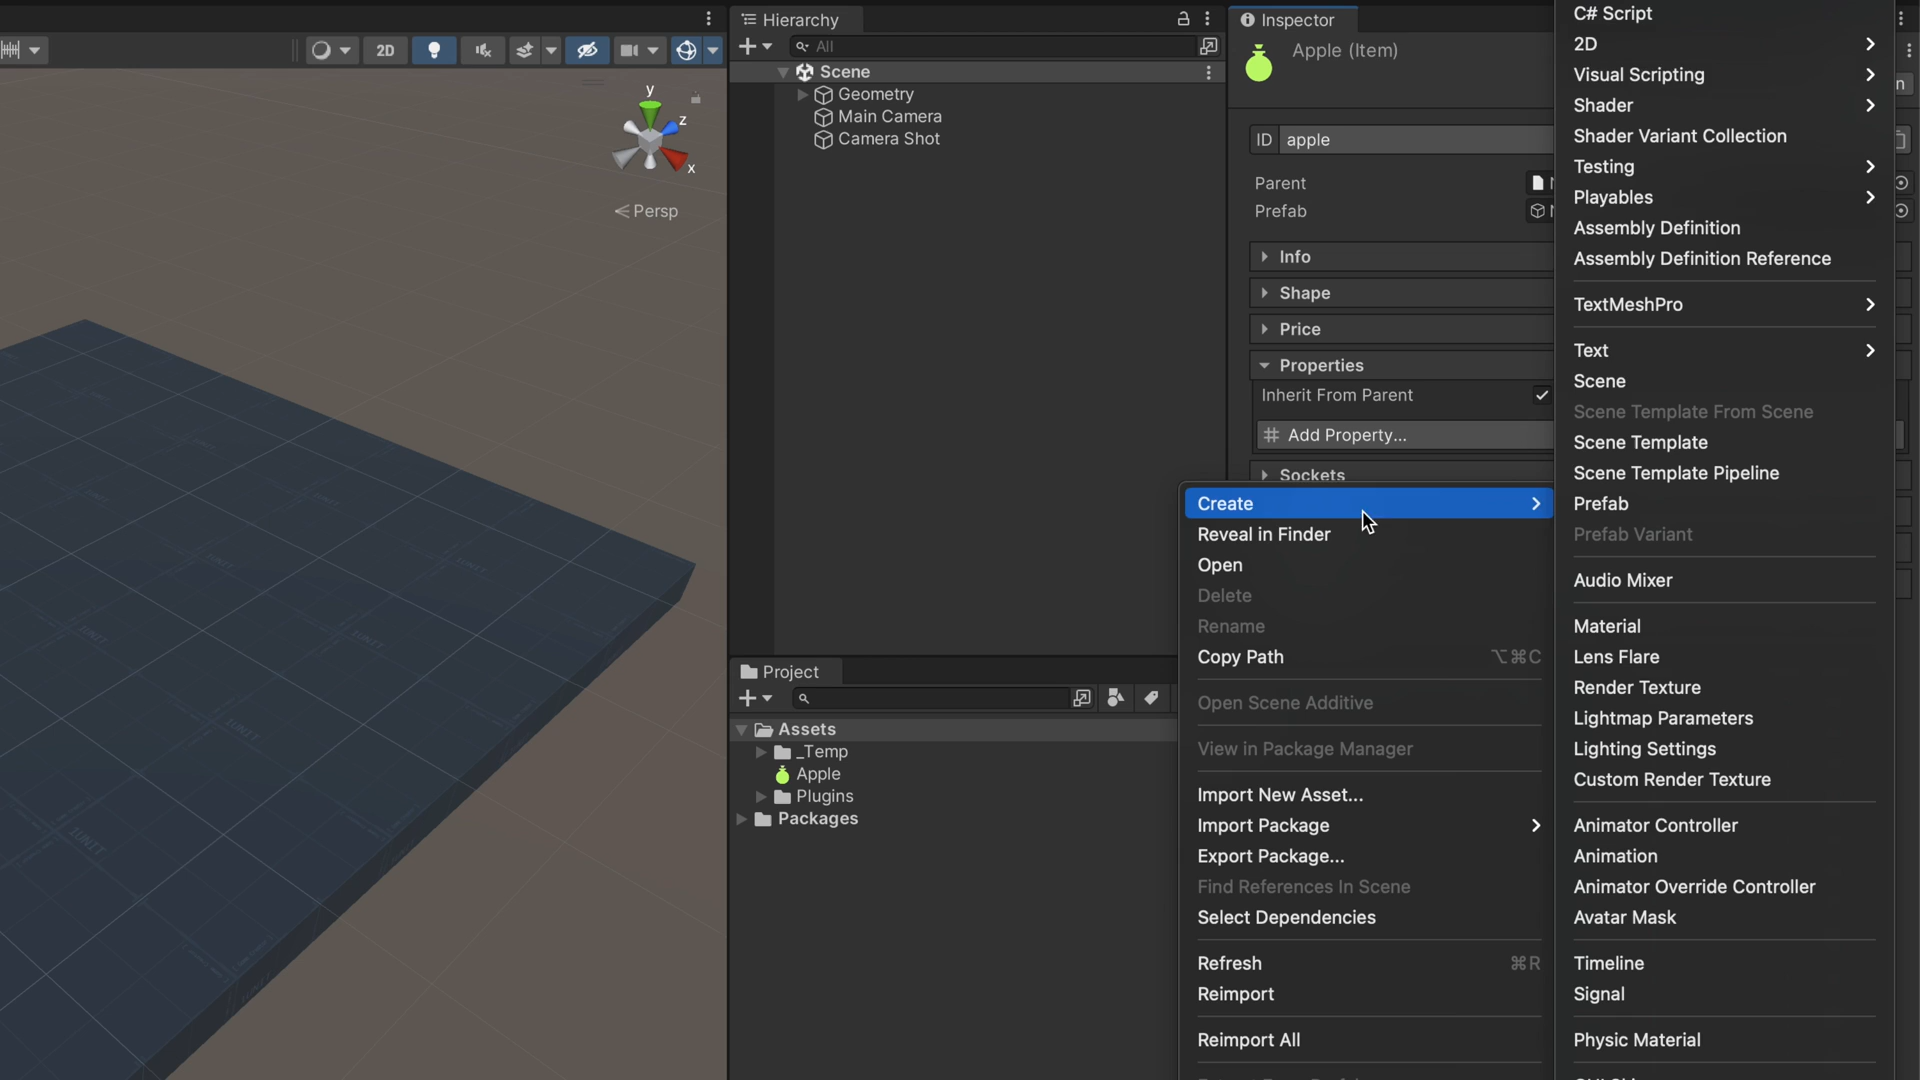 Hierarchy
Inspector
2D
All
Apple (Item)
Scene
Geometry
Main Camera
Camera Shot
y
z
x
Persp
ID
apple
Parent
Prefab
Info
Shape
Price
Properties
Inherit From Parent
Add Property...
Sockets
Project
Assets
_Temp
Apple
Plugins
Packages
Create
Reveal in Finder
Open
Delete
Rename
Copy Path ⌥⌘C
Open Scene Additive
View in Package Manager
Import New Asset...
Import Package
Export Package...
Find References In Scene
Select Dependencies
Refresh ⌘R
Reimport
Reimport All
C# Script
2D
Visual Scripting
Shader
Shader Variant Collection
Testing
Playables
Assembly Definition
Assembly Definition Reference
TextMeshPro
Text
Scene
Scene Template From Scene
Scene Template
Scene Template Pipeline
Prefab
Prefab Variant
Audio Mixer
Material
Lens Flare
Render Texture
Lightmap Parameters
Lighting Settings
Custom Render Texture
Animator Controller
Animation
Animator Override Controller
Avatar Mask
Timeline
Signal
Physic Material